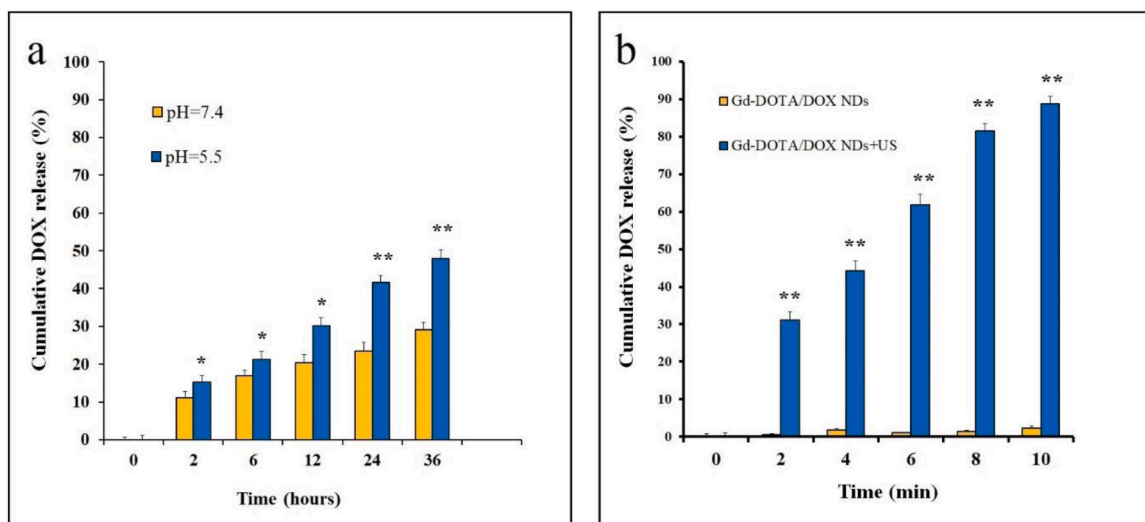 a
Cumulative DOX release (%)
100
90
80
70
60
50
40
30
20
10
0
pH=7.4
pH=5.5
* * * ** **
0 2 6 12 24 36
Time (hours)
b
Cumulative DOX release (%)
100
90
80
70
60
50
40
30
20
10
0
Gd-DOTA/DOX NDs
Gd-DOTA/DOX NDs+US
** ** ** ** **
0 2 4 6 8 10
Time (min)